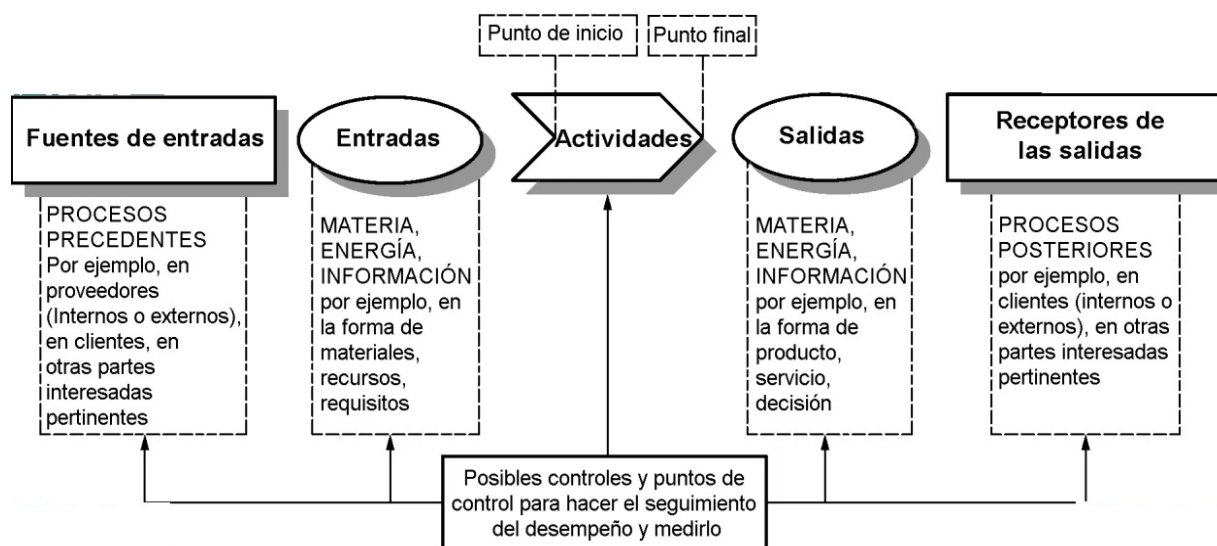 Punto de inicio
Punto final
Fuentes de entradas
Entradas
Actividades
Salidas
Receptores de
las salidas
PROCESOS
PRECEDENTES
Por ejemplo, en
proveedores
(Internos o externos),
en clientes, en
otras partes
interesadas
pertinentes
MATERIA,
ENERGÍA,
INFORMACIÓN
por ejemplo, en
la forma de
materiales,
recursos,
requisitos
MATERIA,
ENERGÍA,
INFORMACIÓN
por ejemplo, en
la forma de
producto,
servicio,
decisión
PROCESOS
POSTERIORES
por ejemplo, en
clientes (internos o
externos), en otras
partes interesadas
pertinentes
Posibles controles y puntos de
control para hacer el seguimiento
del desempeño y medirlo